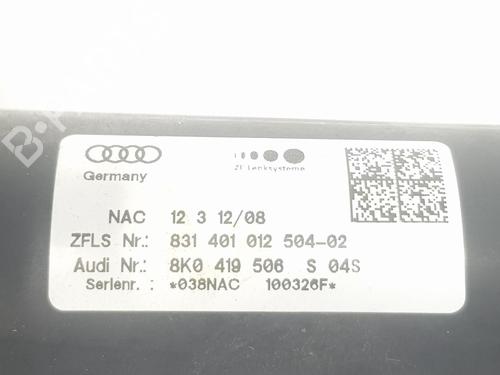 Germany
ZF Lenksysteme
NAC 12 3 12/08
ZFLS Nr.: 831 401 012 504-02
Audi Nr.: 8K0 419 506 S 04S
Serienr. : *038NAC 100326F*
B-PARTS